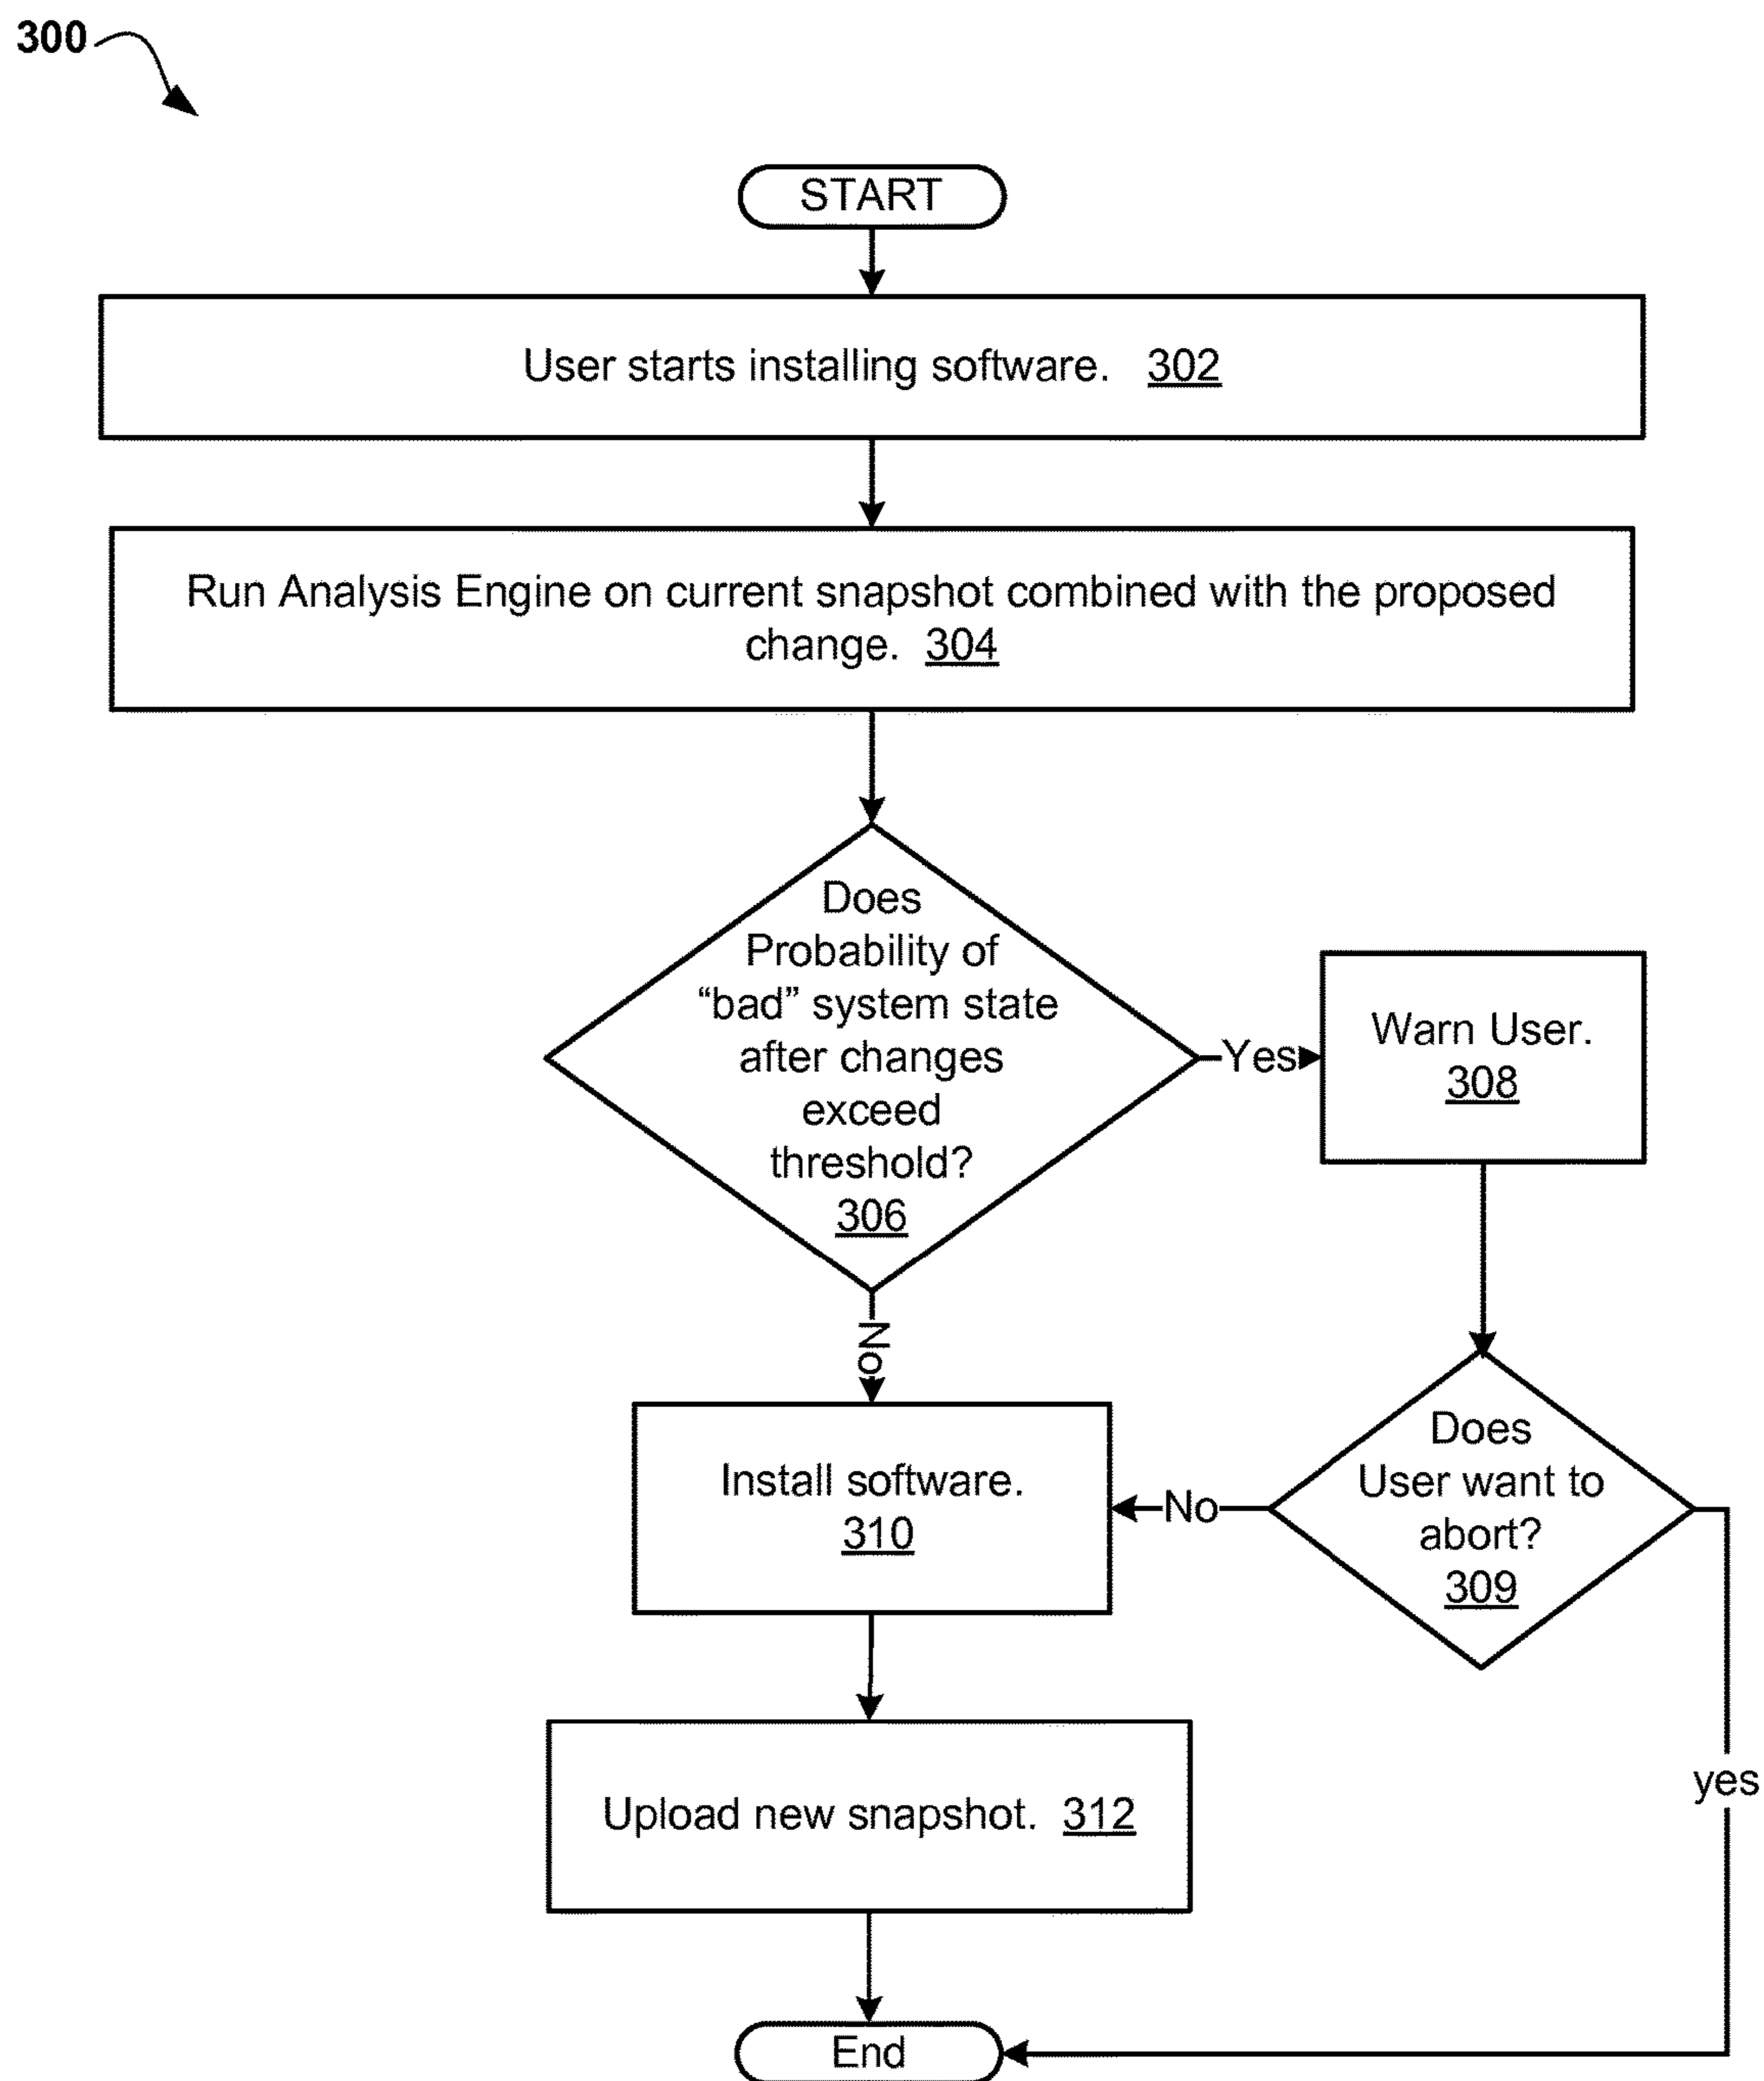 300
START
User starts installing software. 302
Run Analysis Engine on current snapshot combined with the proposed
change. 304
Does
Probability of
“bad” system state
after changes
exceed
threshold?
306
Yes
Warn User.
308
No
Install software.
310
No
Does
User want to
abort?
309
yes
Upload new snapshot. 312
End